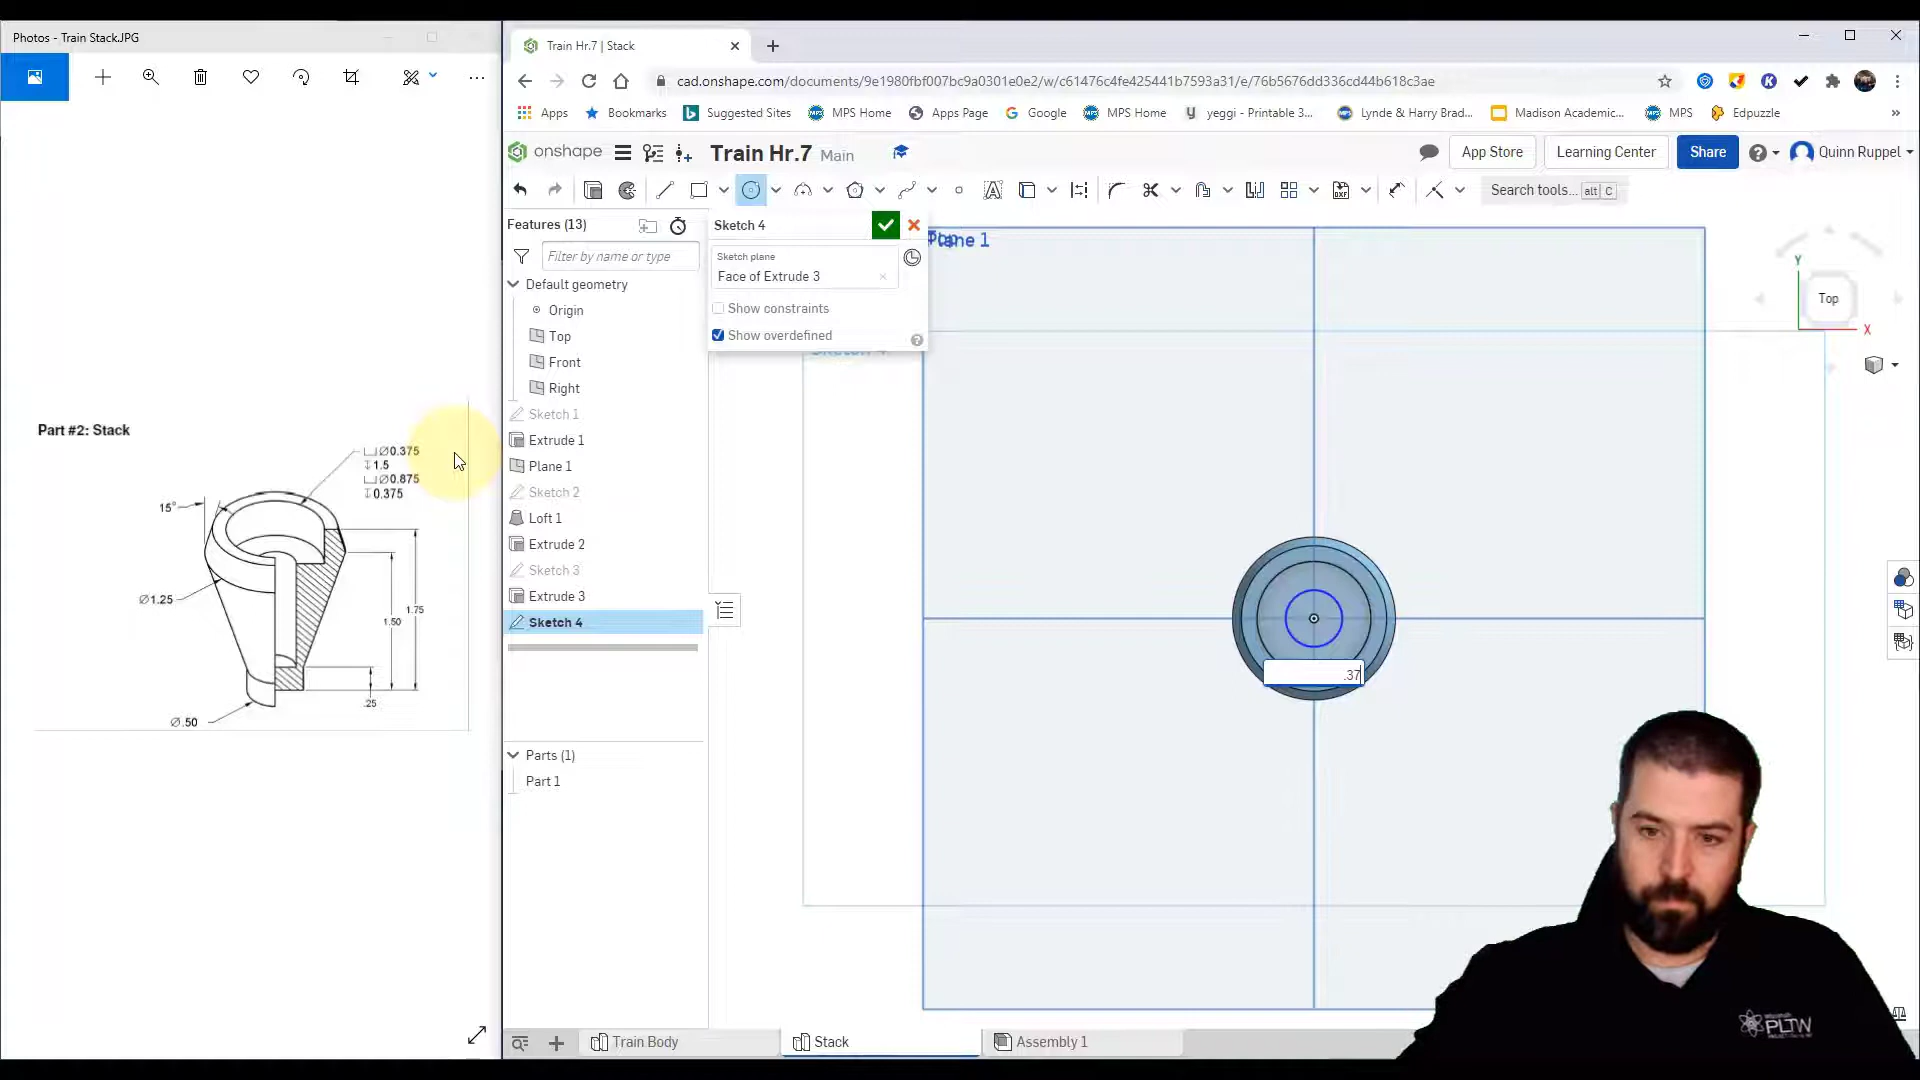 Photos - Train Stack.JPG
Part #2: Stack
⌴Ø0.375
↧1.5
⌴Ø0.875
↧0.375
15°
Ø1.25
1.75
1.50
.25
Ø.50
Train Hr.7 | Stack
cad.onshape.com/documents/9e1980fbf007bc9a0301e0e2/w/c61476c4fe425441b7593a31/e/76b5676dd336cd44b618c3ae
Apps
Bookmarks
Suggested Sites
MPS Home
Apps Page
Google
MPS Home
yeggi - Printable 3...
Lynde & Harry Brad...
Madison Academic...
MPS
Edpuzzle
onshape
Train Hr.7 Main
App Store
Learning Center
Share
Quinn Ruppel
Search tools... alt C
Features (13)
Filter by name or type
Default geometry
Origin
Top
Front
Right
Sketch 1
Extrude 1
Plane 1
Sketch 2
Loft 1
Extrude 2
Sketch 3
Extrude 3
Sketch 4
Parts (1)
Part 1
Sketch 4
Sketch plane
Face of Extrude 3
Show constraints
Show overdefined
Top
Plane 1
Sketch 4
.37
Y
Top
X
PLTW
Train Body
Stack
Assembly 1